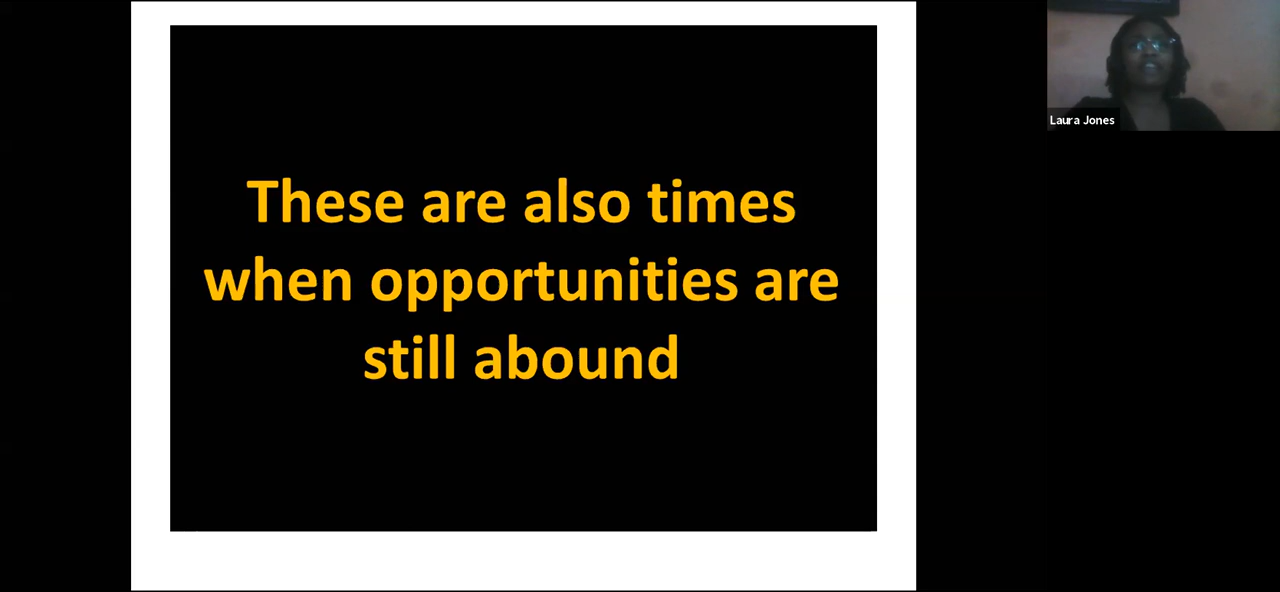 These are also times
when opportunities are
still abound
Laura Jones